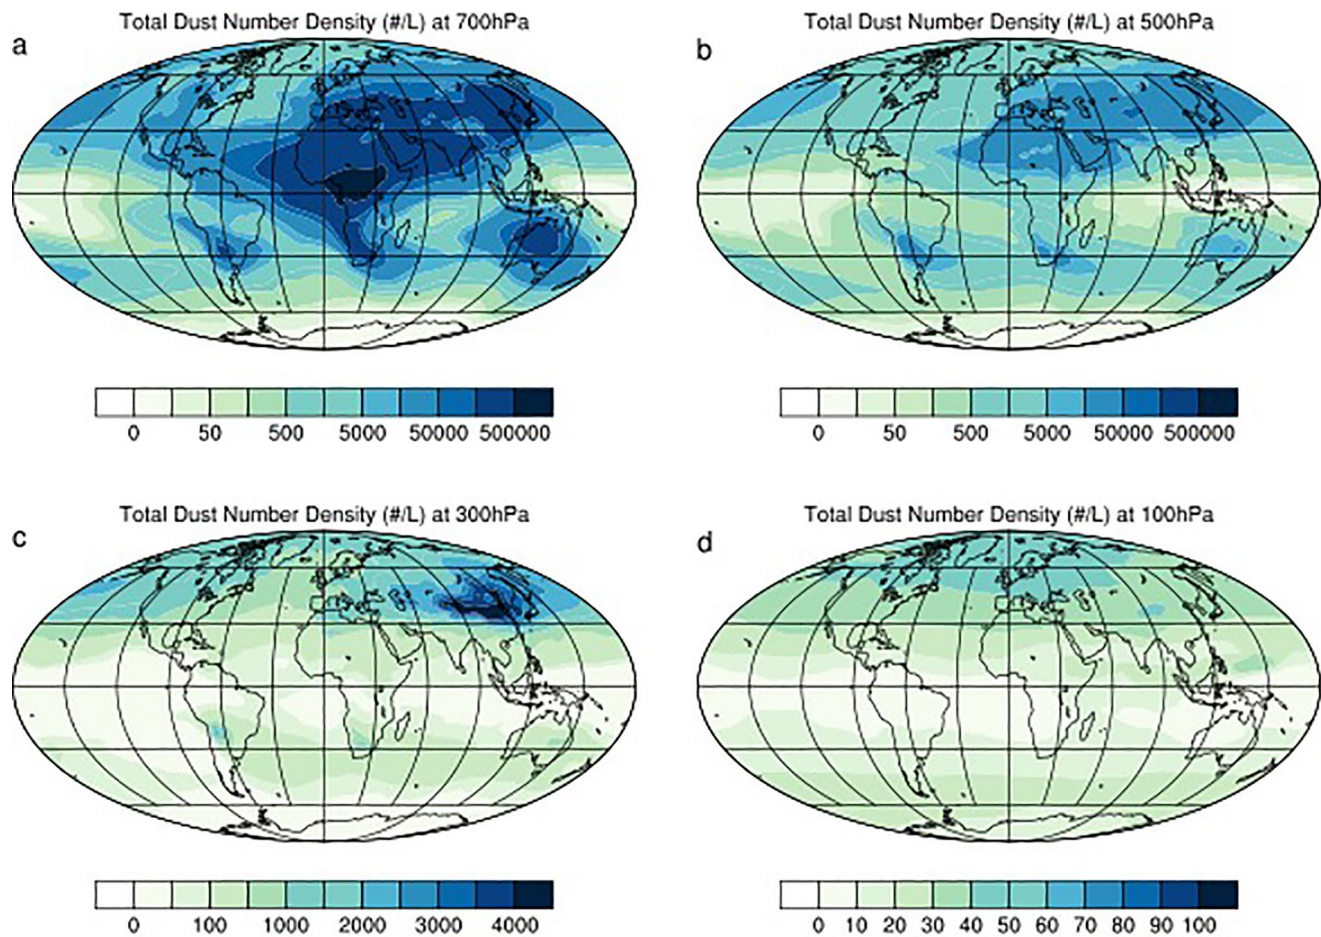 Total Dust Number Density (#/L) at 700hPa
a
0 50 500 5000 50000 500000
Total Dust Number Density (#/L) at 500hPa
b
0 50 500 5000 50000 500000
Total Dust Number Density (#/L) at 300hPa
c
0 100 1000 2000 3000 4000
Total Dust Number Density (#/L) at 100hPa
d
0 10 20 30 40 50 60 70 80 90 100